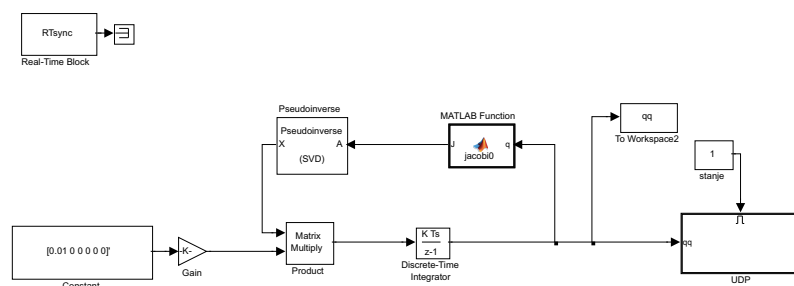 RTsync
Real-Time Block
Pseudoinverse
Pseudoinverse
X
A
(SVD)
MATLAB Function
J
q
jacobi0
qq
To Workspace2
1
stanje
[0.01 0 0 0 0 0]'
Constant
-K-
Gain
Matrix
Multiply
Product
K Ts
z-1
Discrete-Time
Integrator
qq
UDP